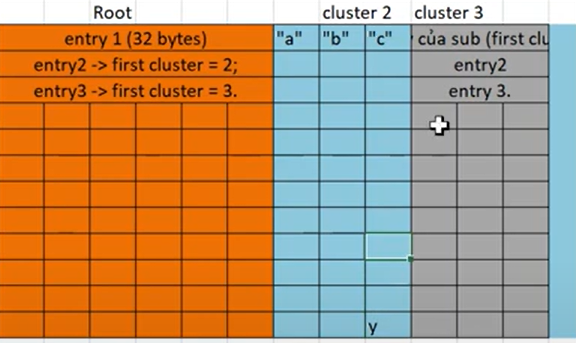 Root cluster 2 cluster 3
entry 1 (32 bytes) "a" "b" "c" của sub (first clu
entry2 -> first cluster = 2; entry2
entry3 -> first cluster = 3. entry 3.
y